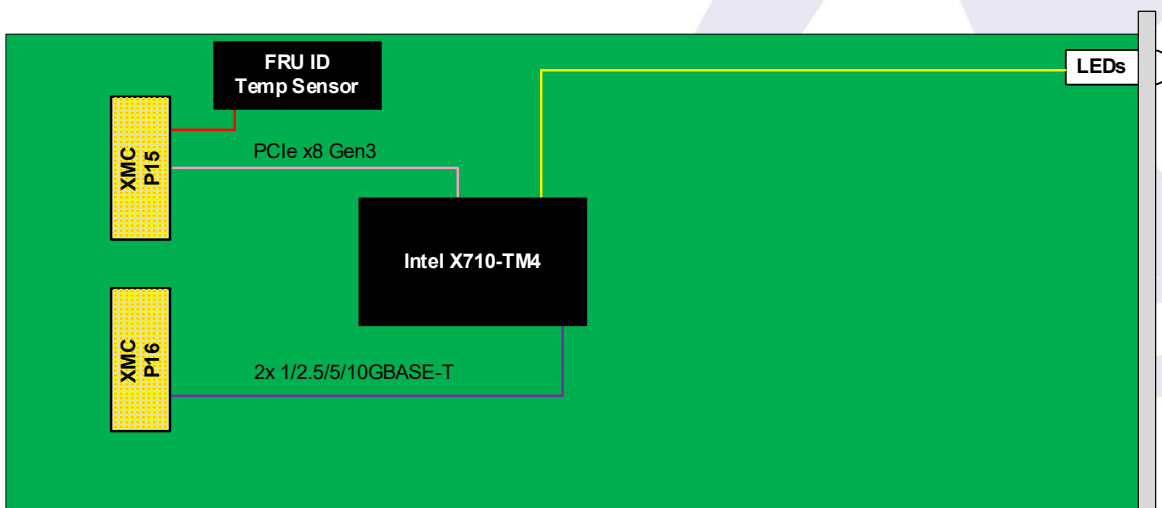 FRU ID
Temp Sensor
LEDs
XMC
P15
PCIe x8 Gen3
Intel X710-TM4
XMC
P16
2x 1/2.5/5/10GBASE-T